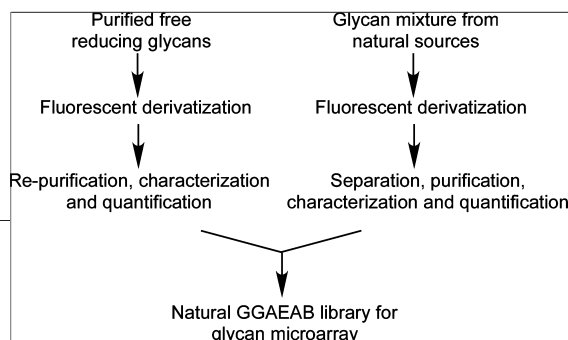 Purified free
reducing glycans
Glycan mixture from
natural sources
Fluorescent derivatization
Fluorescent derivatization
Re-purification, characterization
and quantification
Separation, purification,
characterization and quantification
Natural GGAEAB library for
glycan microarray